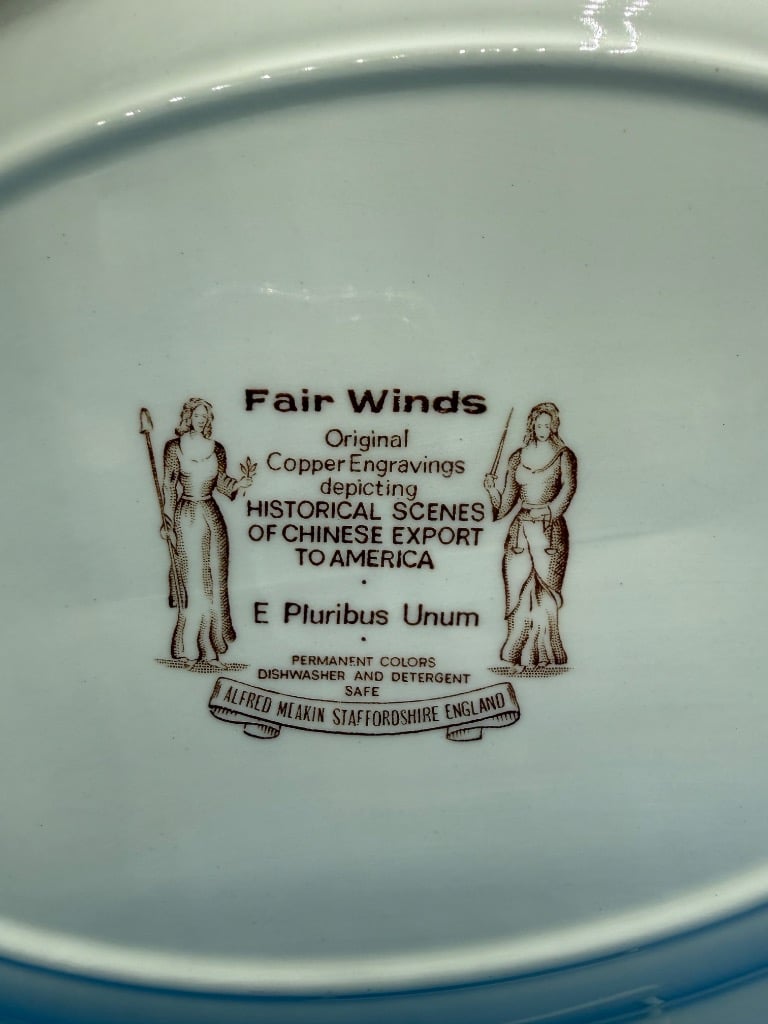 Fair Winds
Original
Copper Engravings
depicting
HISTORICAL SCENES
OF CHINESE EXPORT
TO AMERICA
E Pluribus Unum
PERMANENT COLORS
DISHWASHER AND DETERGENT
SAFE
ALFRED MEAKIN STAFFORDSHIRE ENGLAND